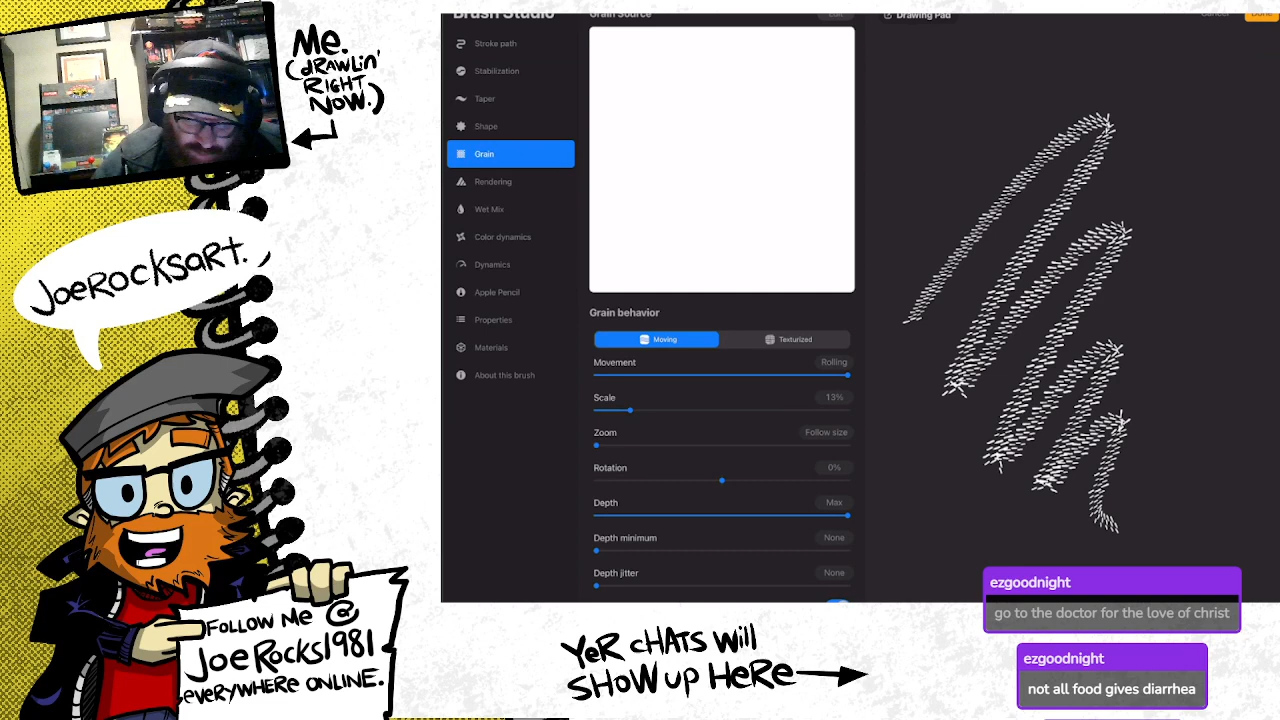 Me.
(dRAWLin'
RIGHT
NOW.)
JoeRocksart.
FOLLOW Me @
JoeRocks1981
everywhere online.
Brush Studio
Stroke path
Stabilization
Taper
Shape
Grain
Rendering
Wet Mix
Color dynamics
Dynamics
Apple Pencil
Properties
Materials
About this brush
Grain Source
Edit
Grain behavior
Moving
Texturized
Movement
Rolling
Scale
13%
Zoom
Follow size
Rotation
0%
Depth
Max
Depth minimum
None
Depth jitter
None
Drawing Pad
Cancel
Done
YeR cHATS Will
SHOW up HeRe
ezgoodnight
go to the doctor for the love of christ
ezgoodnight
not all food gives diarrhea